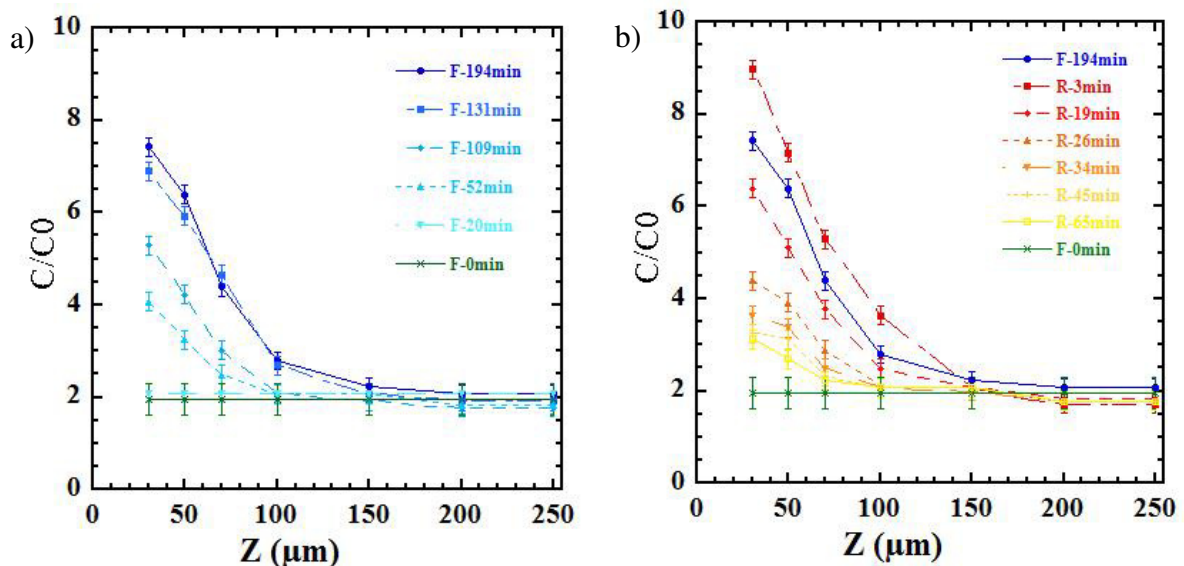 a)
10
8
6
4
2
0
C/C0
F-194min
F-131min
F-109min
F-52min
F-20min
F-0min
0 50 100 150 200 250
Z (µm)
b)
10
8
6
4
2
0
C/C0
F-194min
R-3min
R-19min
R-26min
R-34min
R-45min
R-65min
F-0min
0 50 100 150 200 250
Z (µm)